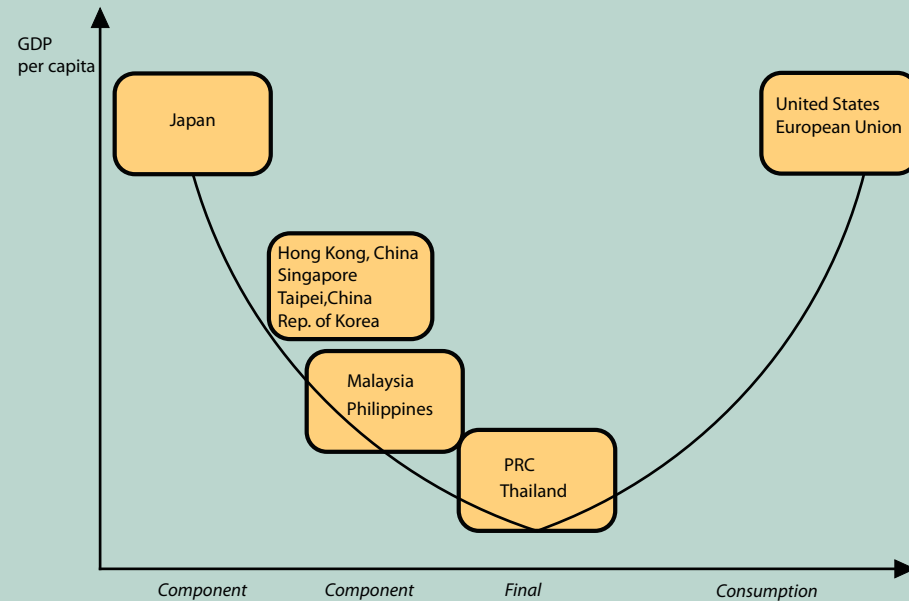 GDP
per capita
Japan
United States
European Union
Hong Kong, China
Singapore
Taipei,China
Rep. of Korea
Malaysia
Philippines
PRC
Thailand
Component
Component
Final
Consumption